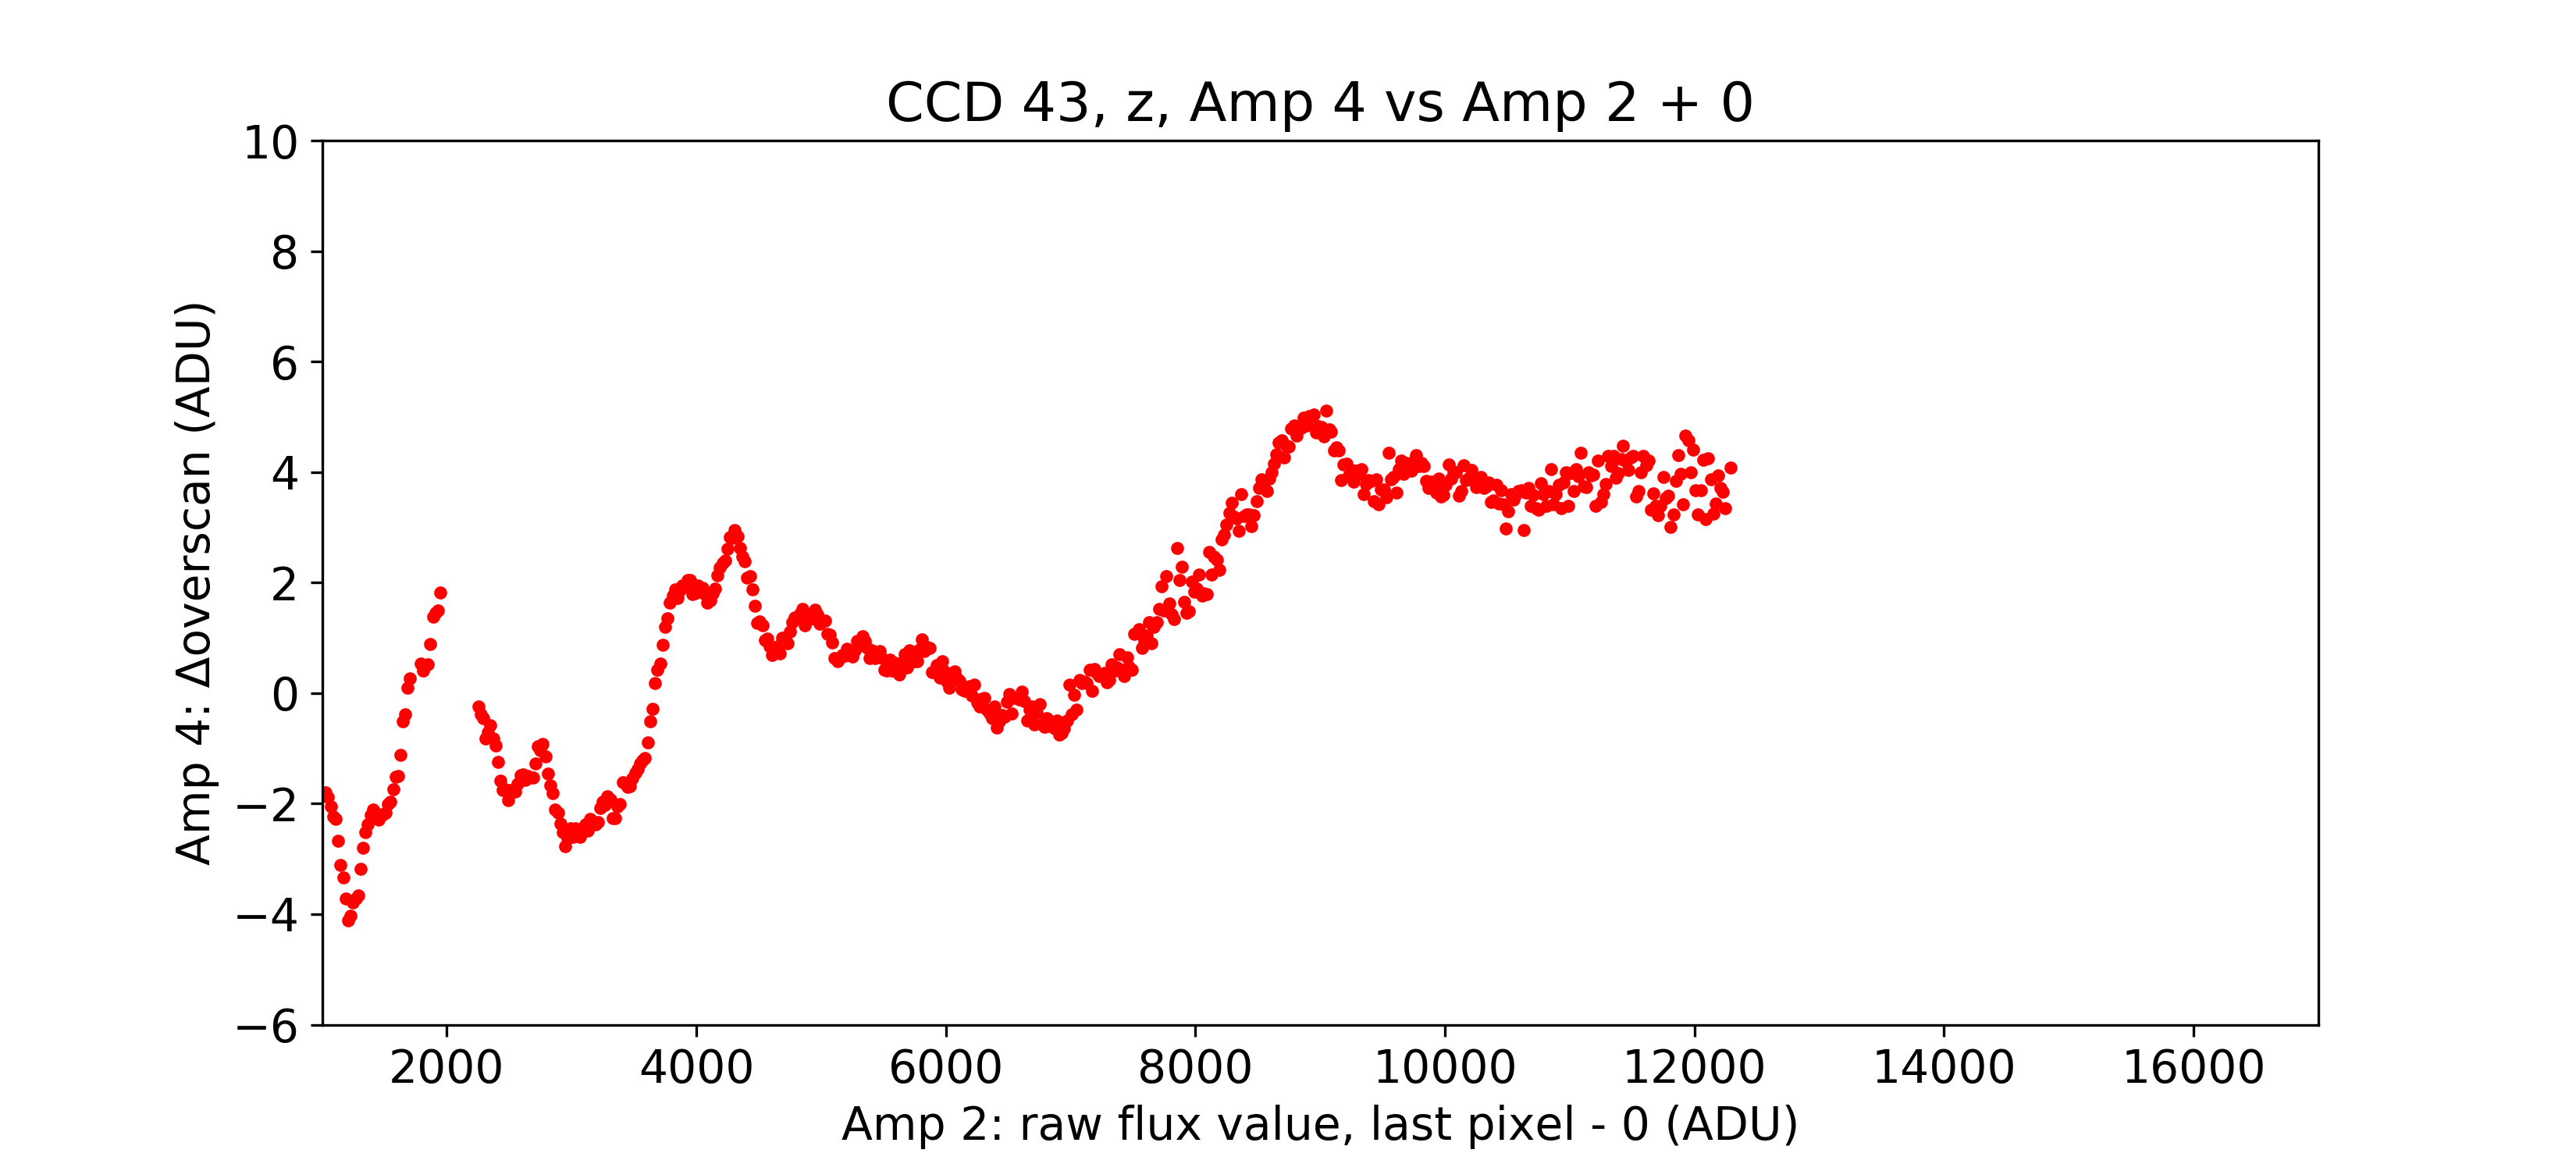 CCD 43, z, Amp 4 vs Amp 2 + 0
10
8
6
4
2
0
−2
−4
−6
Amp 4: Δoverscan (ADU)
2000 4000 6000 8000 10000 12000 14000 16000
Amp 2: raw flux value, last pixel - 0 (ADU)